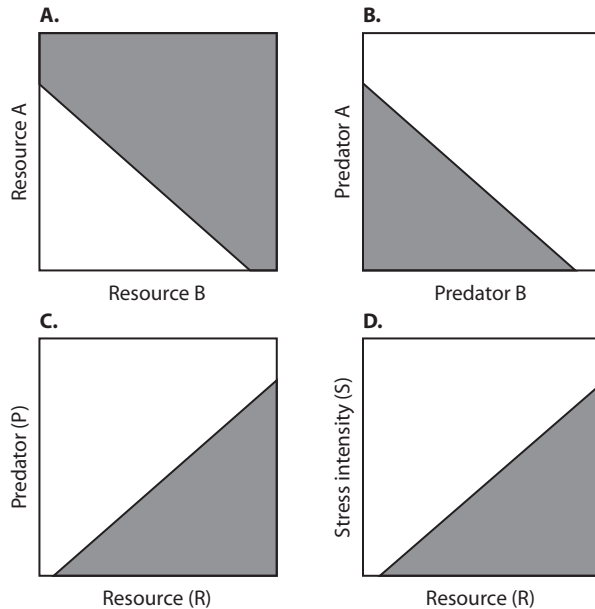 A.
Resource A
Resource B
B.
Predator A
Predator B
C.
Predator (P)
Resource (R)
D.
Stress intensity (S)
Resource (R)